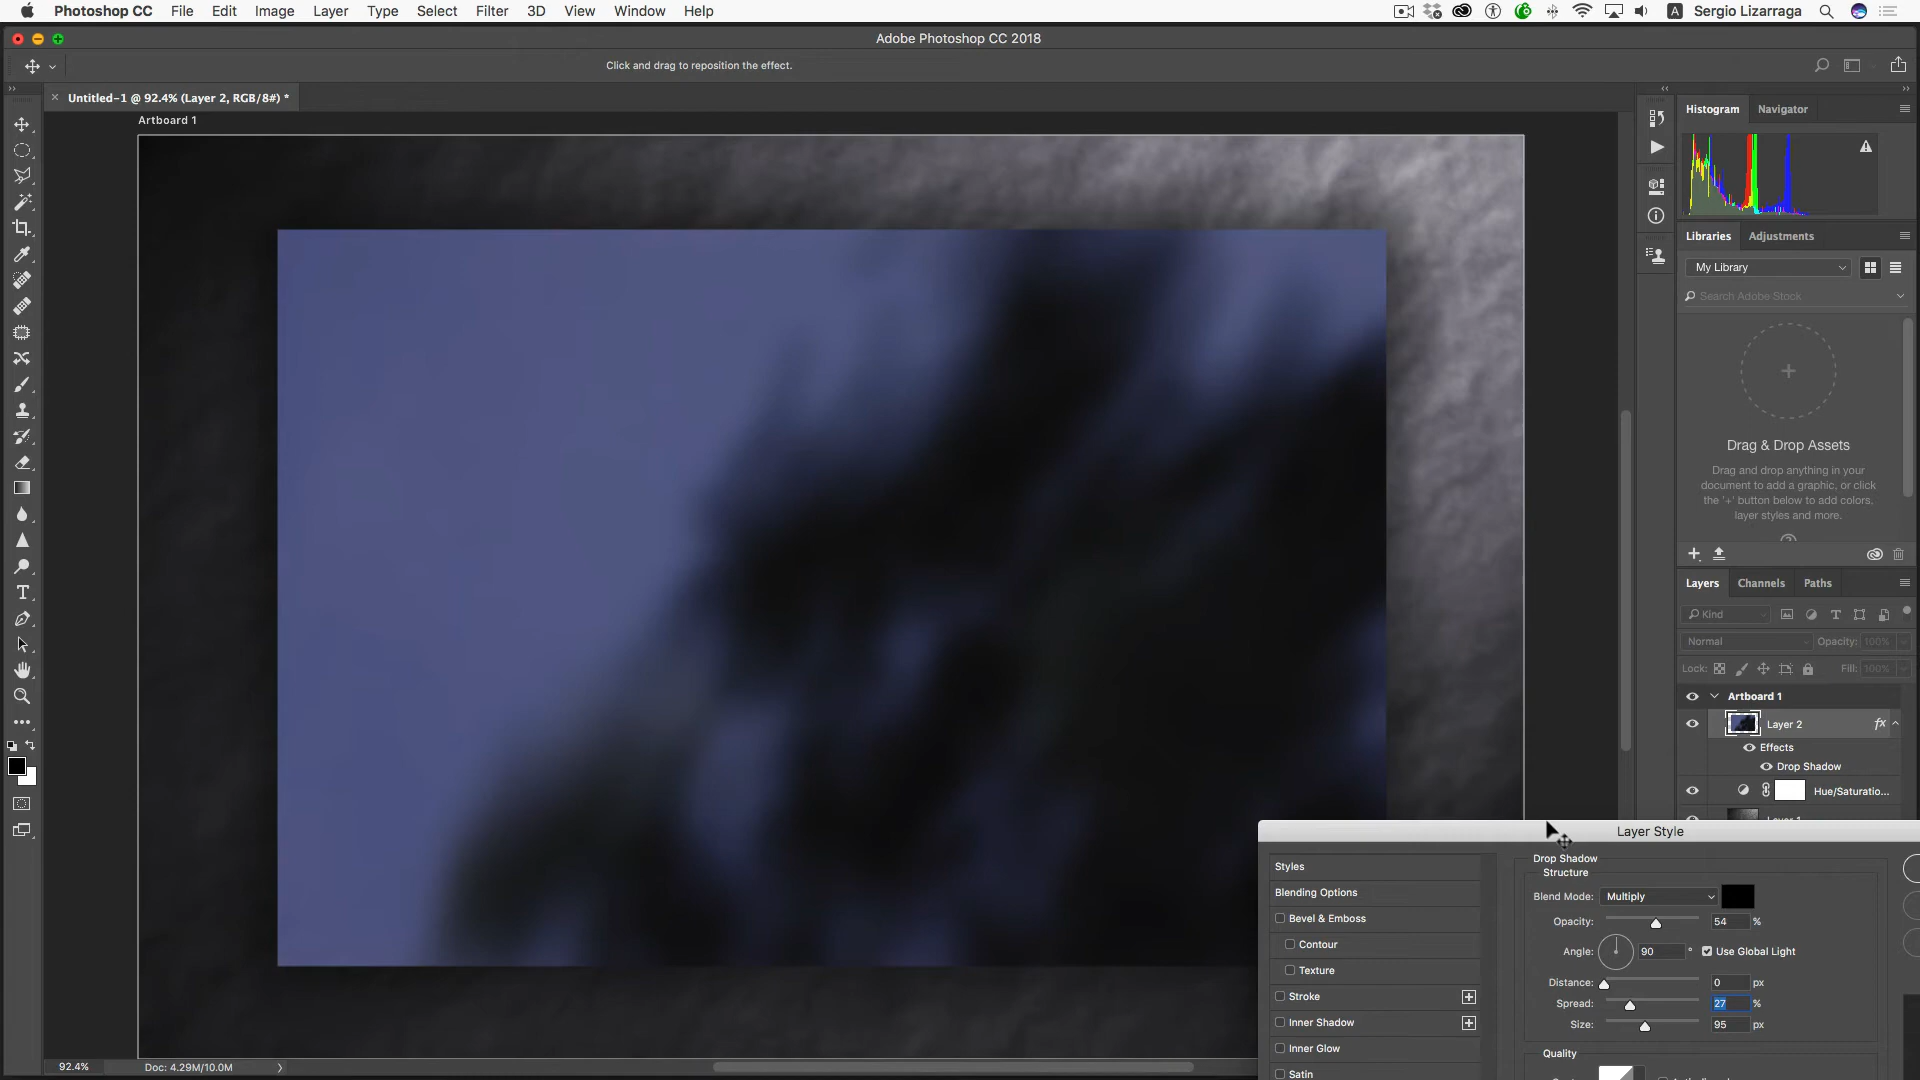 Photoshop CC File Edit Image Layer Type Select Filter 3D View Window Help
A Sergio Lizarraga
Adobe Photoshop CC 2018
Click and drag to reposition the effect.
Untitled-1 @ 92.4% (Layer 2, RGB/8#) *
Artboard 1
Histogram Navigator
Libraries Adjustments
My Library
Search Adobe Stock
Drag & Drop Assets
Drag and drop anything in your
document to add a graphic, or click
the '+' button below to add colors,
layer styles and more.
Layers Channels Paths
Kind
Normal Opacity: 100%
Lock: Fill: 100%
Artboard 1
Layer 2 fx
Effects
Drop Shadow
Hue/Saturatio...
Layer 1
Layer Style
Styles
Blending Options
Bevel & Emboss
Contour
Texture
Stroke
Inner Shadow
Inner Glow
Satin
Drop Shadow
Structure
Blend Mode: Multiply
Opacity: 54 %
Angle: 90 ° Use Global Light
Distance: 0 px
Spread: 27 %
Size: 95 px
Quality
92.4% Doc: 4.29M/10.0M